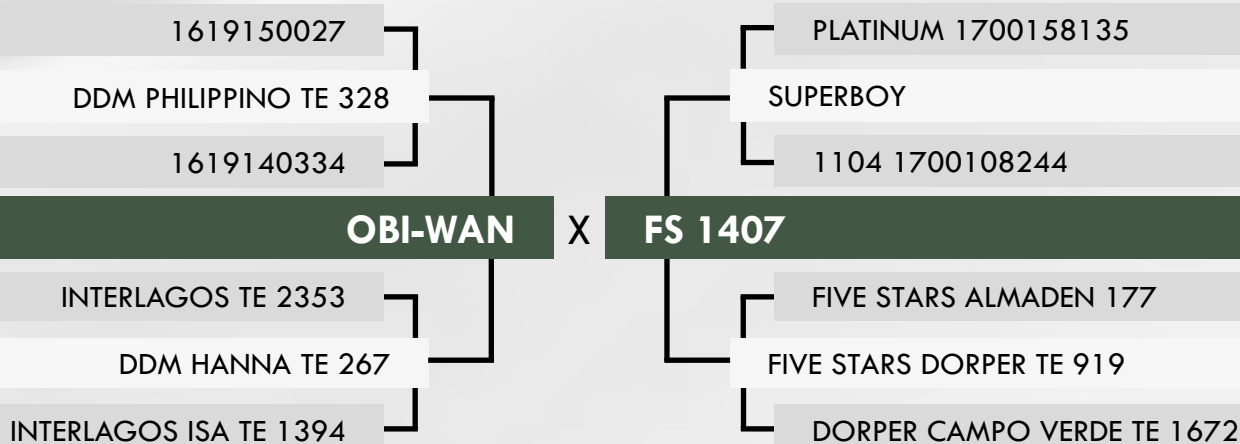 1619150027
PLATINUM 1700158135
DDM PHILIPPINO TE 328
SUPERBOY
1619140334
1104 1700108244
OBI-WAN X FS 1407
INTERLAGOS TE 2353
FIVE STARS ALMADEN 177
DDM HANNA TE 267
FIVE STARS DORPER TE 919
INTERLAGOS ISA TE 1394
DORPER CAMPO VERDE TE 1672